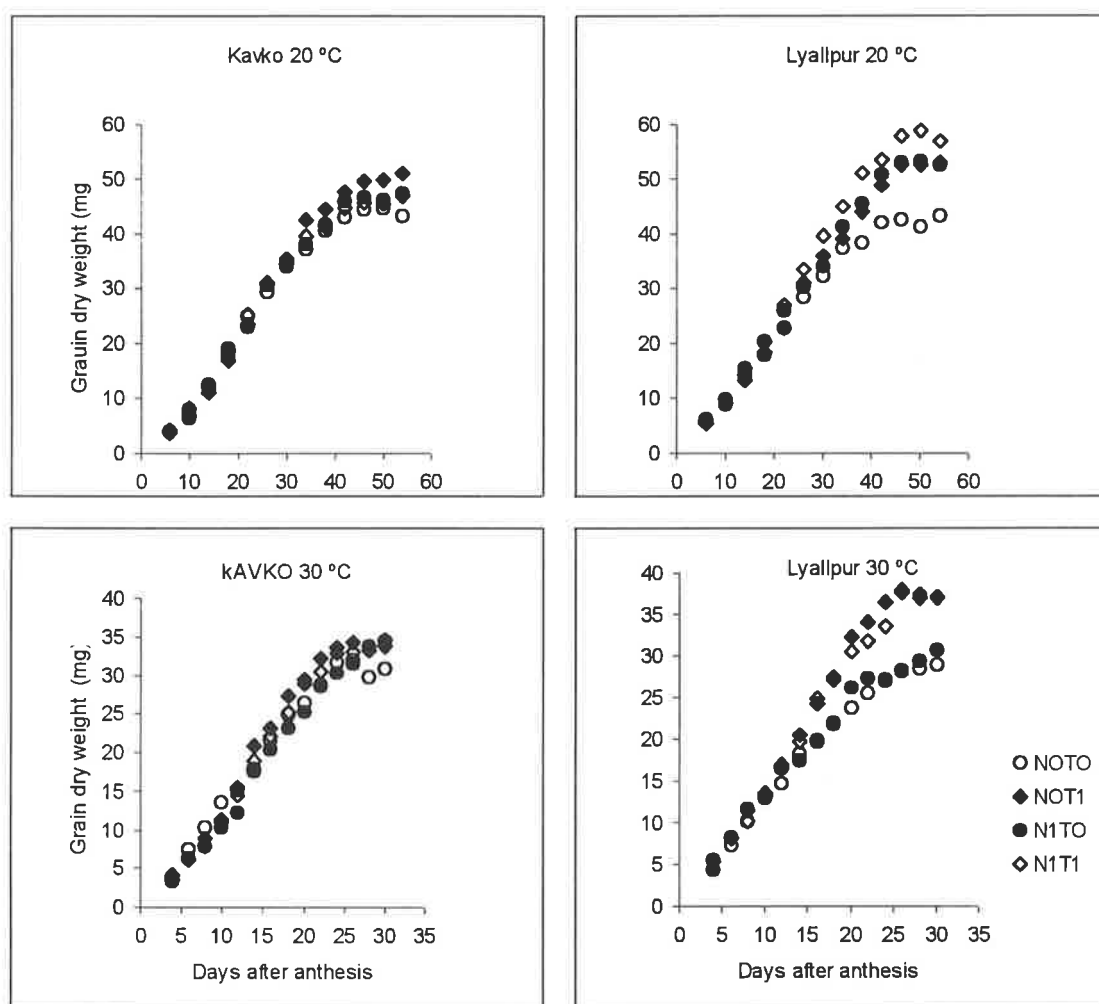 Kavko 20 ºC
Grauin dry weight (mg
60
50
40
30
20
10
0
0 10 20 30 40 50 60
Lyallpur 20 ºC
60
50
40
30
20
10
0
0 10 20 30 40 50 60
kAVKO 30 ºC
Grain dry weight (mg)
40
35
30
25
20
15
10
5
0
0 5 10 15 20 25 30 35
Days after anthesis
Lyallpur 30 ºC
40
35
30
25
20
15
10
5
0
0 5 10 15 20 25 30 35
Days after anthesis
NOTO
NOT1
N1TO
N1T1